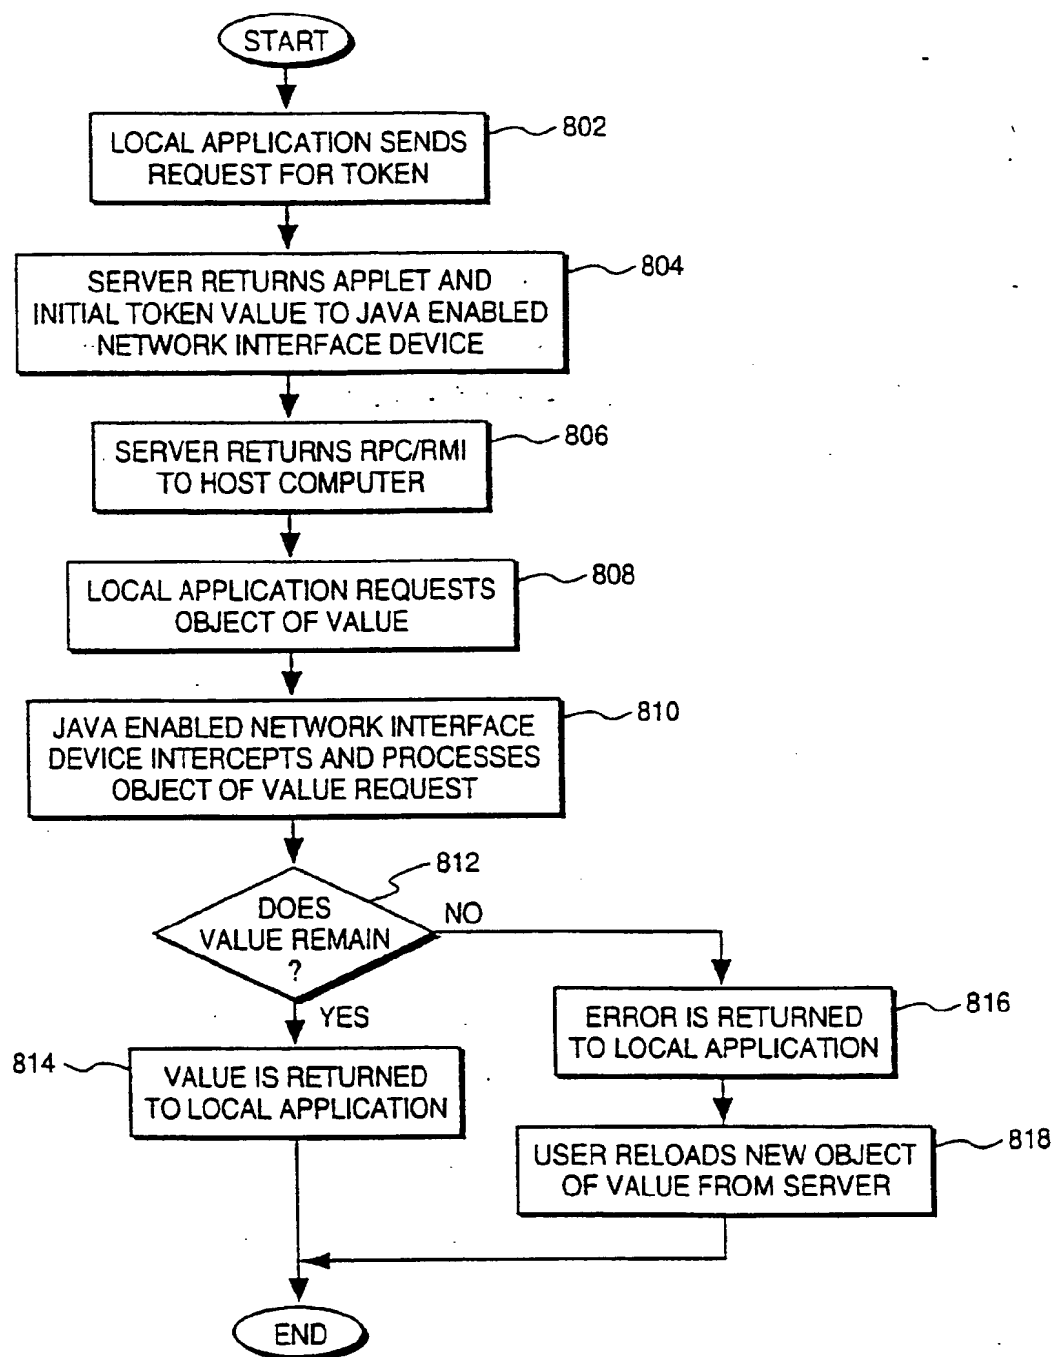 START
LOCAL APPLICATION SENDS
REQUEST FOR TOKEN
802
SERVER RETURNS APPLET AND
INITIAL TOKEN VALUE TO JAVA ENABLED
NETWORK INTERFACE DEVICE
804
SERVER RETURNS RPC/RMI
TO HOST COMPUTER
806
LOCAL APPLICATION REQUESTS
OBJECT OF VALUE
808
JAVA ENABLED NETWORK INTERFACE
DEVICE INTERCEPTS AND PROCESSES
OBJECT OF VALUE REQUEST
810
DOES
VALUE REMAIN
?
812
NO
YES
814
VALUE IS RETURNED
TO LOCAL APPLICATION
ERROR IS RETURNED
TO LOCAL APPLICATION
816
USER RELOADS NEW OBJECT
OF VALUE FROM SERVER
818
END